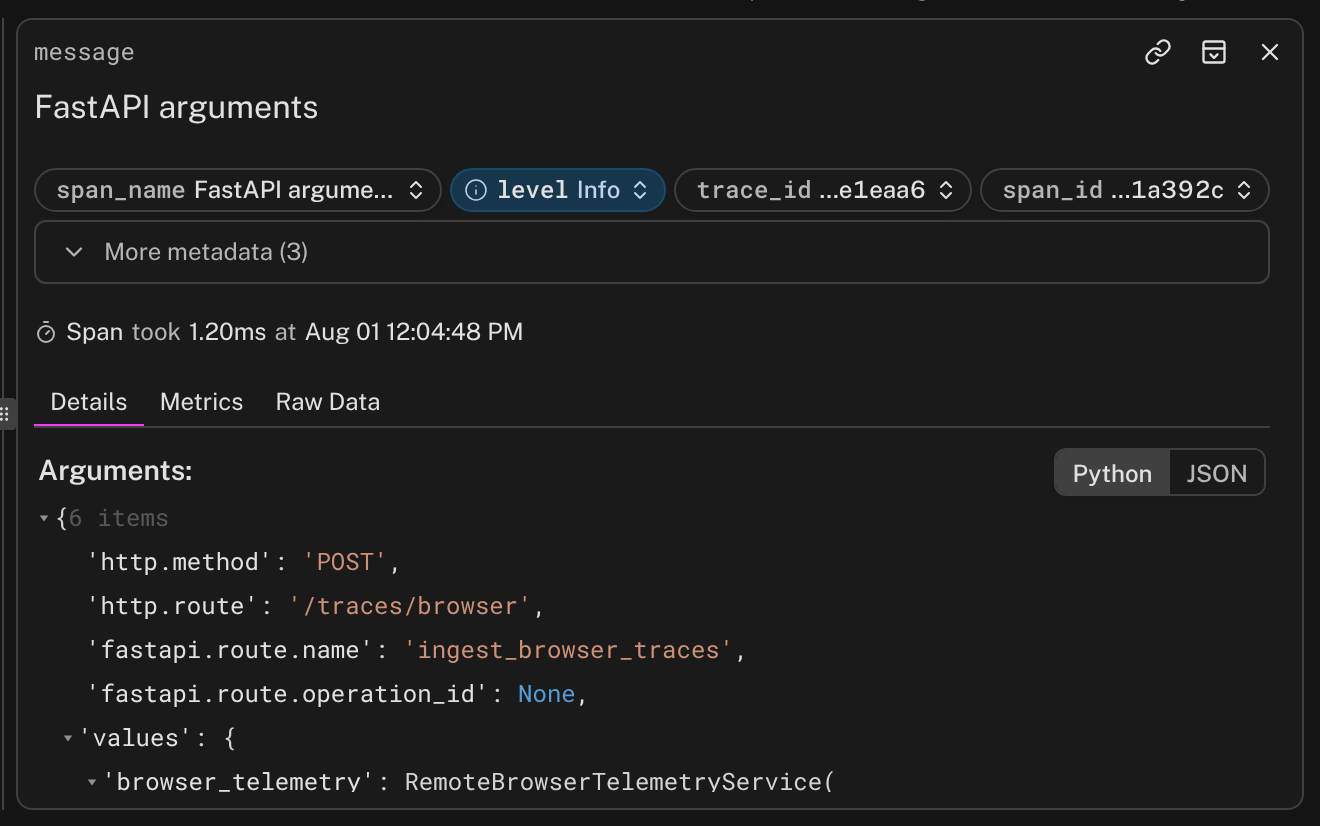 message
FastAPI arguments
span_name FastAPI argume... level Info trace_id ...e1eaa6 span_id ...1a392c
More metadata (3)
Span took 1.20ms at Aug 01 12:04:48 PM
Details Metrics Raw Data
Arguments: Python JSON
{6 items
'http.method': 'POST',
'http.route': '/traces/browser',
'fastapi.route.name': 'ingest_browser_traces',
'fastapi.route.operation_id': None,
'values': {
'browser_telemetry': RemoteBrowserTelemetryService(